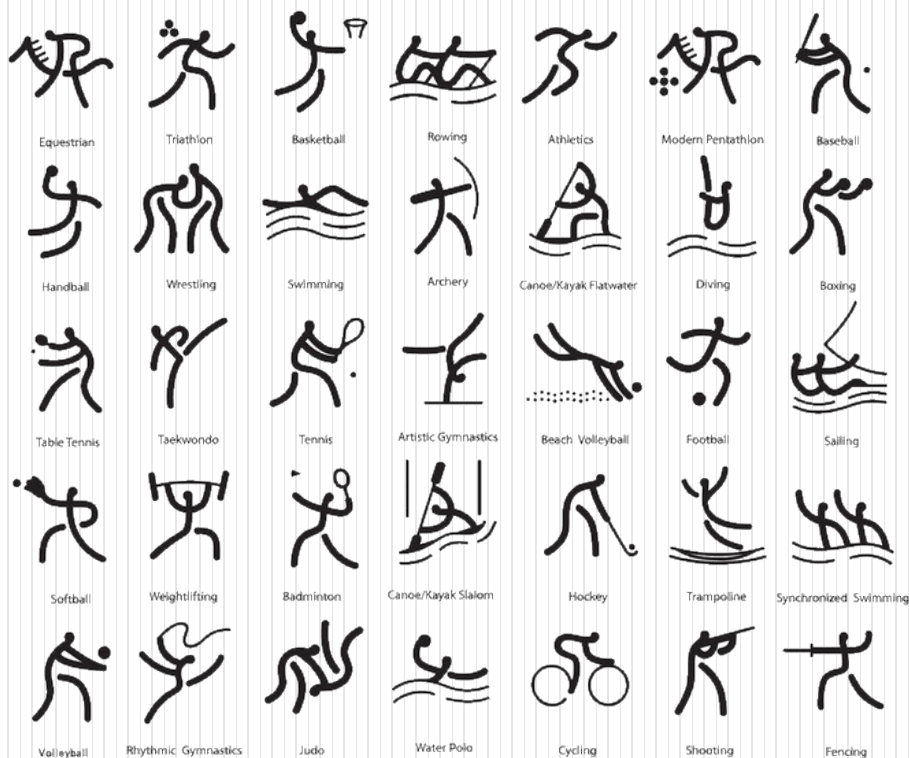 Equestrian
Triathlon
Basketball
Rowing
Athletics
Modern Pentathlon
Baseball
Handball
Wrestling
Swimming
Archery
Canoe/Kayak Flatwater
Diving
Boxing
Table Tennis
Taekwondo
Tennis
Artistic Gymnastics
Beach Volleyball
Football
Sailing
Softball
Weightlifting
Badminton
Canoe/Kayak Slalom
Hockey
Trampoline
Synchronized Swimming
Volleyball
Rhythmic Gymnastics
Judo
Water Polo
Cycling
Shooting
Fencing